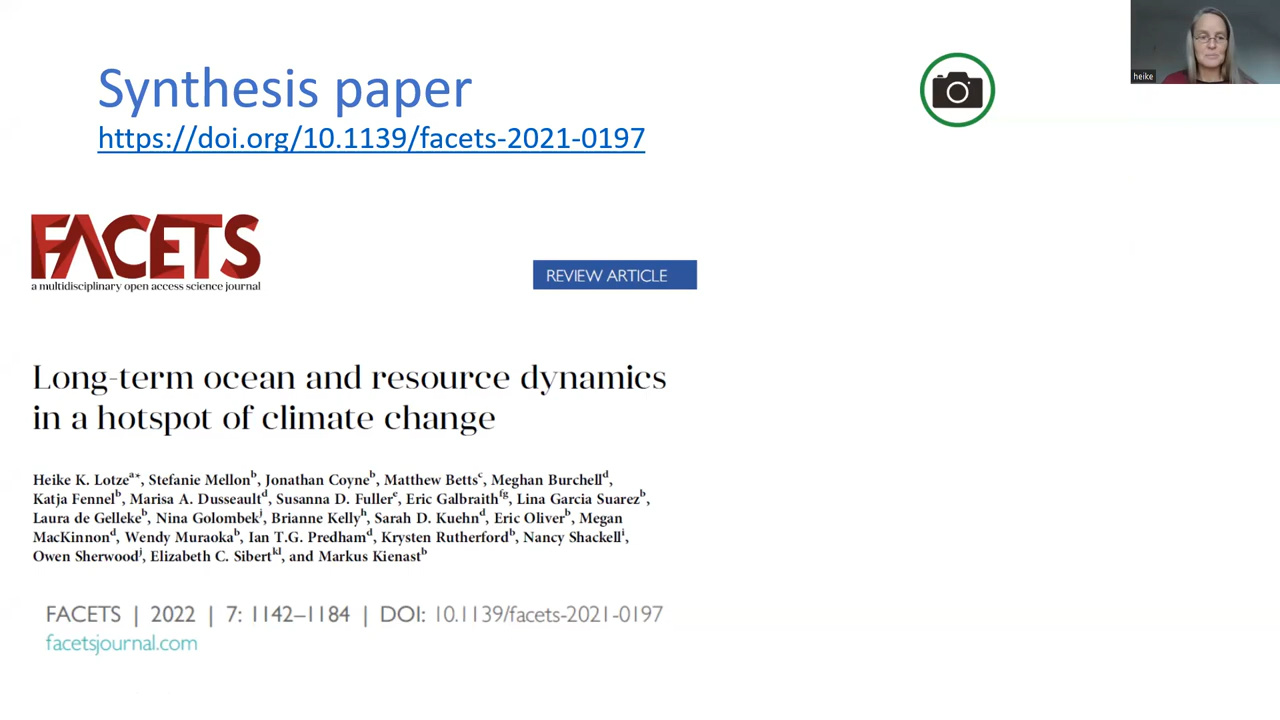 Synthesis paper
https://doi.org/10.1139/facets-2021-0197
heike
FACETS
a multidisciplinary open access science journal
REVIEW ARTICLE
Long-term ocean and resource dynamics
in a hotspot of climate change
Heike K. Lotzeᵃ*, Stefanie Mellonᵇ, Jonathan Coyneᵇ, Matthew Bettsᶜ, Meghan Burchellᵈ,
Katja Fennelᵇ, Marisa A. Dusseaultᵈ, Susanna D. Fullerᵉ, Eric Galbraithᶠᵍ, Lina Garcia Suarezᵇ,
Laura de Gellekeᵇ, Nina Golombekʲ, Brianne Kellyʰ, Sarah D. Kuehnᵈ, Eric Oliverᵇ, Megan
MacKinnonᵈ, Wendy Muraokaᵇ, Ian T.G. Predhamᵈ, Krysten Rutherfordᵇ, Nancy Shackellⁱ,
Owen Sherwoodʲ, Elizabeth C. Sibertᵏˡ, and Markus Kienastᵇ
FACETS | 2022 | 7: 1142–1184 | DOI: 10.1139/facets-2021-0197
facetsjournal.com